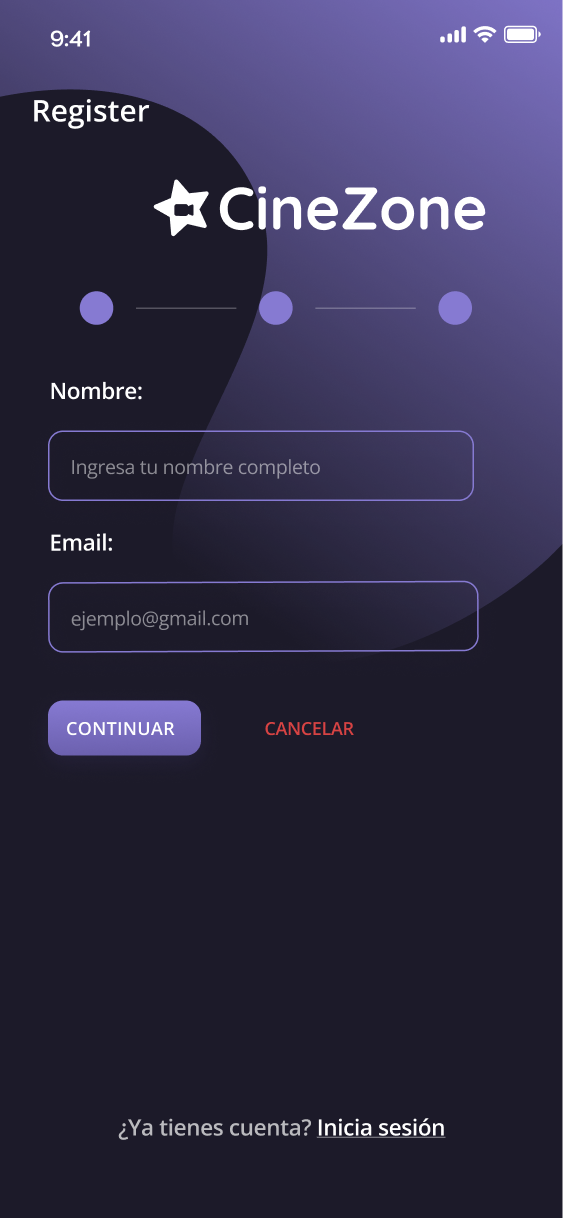 9:41
Register
CineZone
Nombre:
Ingresa tu nombre completo
Email:
ejemplo@gmail.com
CONTINUAR CANCELAR
¿Ya tienes cuenta? Inicia sesión